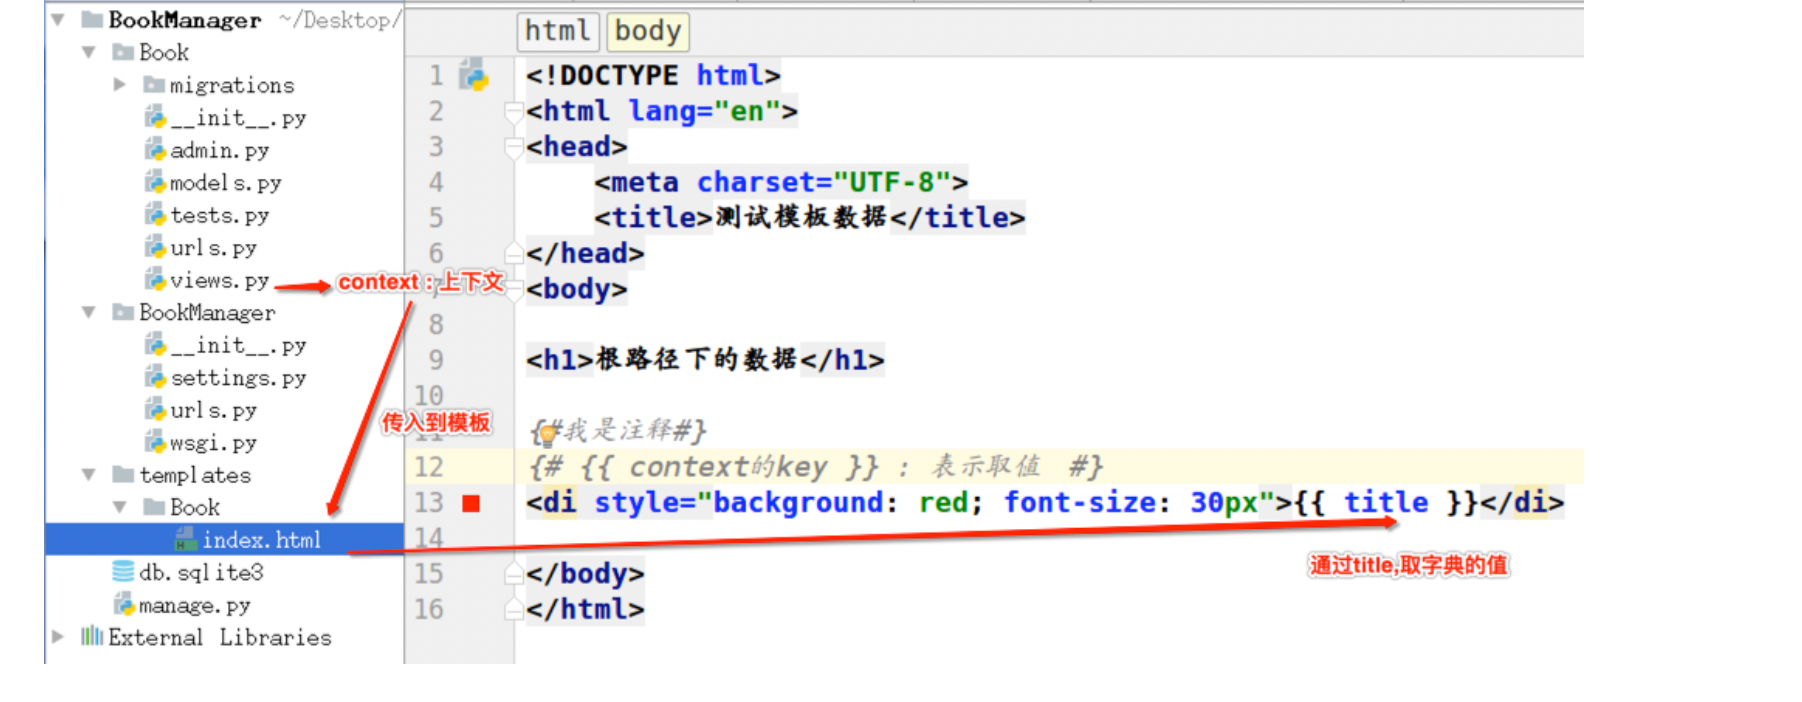 BookManager ~/Desktop/
Book
migrations
__init__.py
admin.py
models.py
tests.py
urls.py
views.py
BookManager
__init__.py
settings.py
urls.py
wsgi.py
templates
Book
index.html
db.sqlite3
manage.py
External Libraries
context：上下文
传入到模板
html body
1 <!DOCTYPE html>
2 <html lang="en">
3 <head>
4 <meta charset="UTF-8">
5 <title>测试模板数据</title>
6 </head>
7 <body>
8
9 <h1>根路径下的数据</h1>
10
11 {#我是注释#}
12 {# {{ context的key }} : 表示取值 #}
13 <di style="background: red; font-size: 30px">{{ title }}</di>
14
通过title,取字典的值
15 </body>
16 </html>